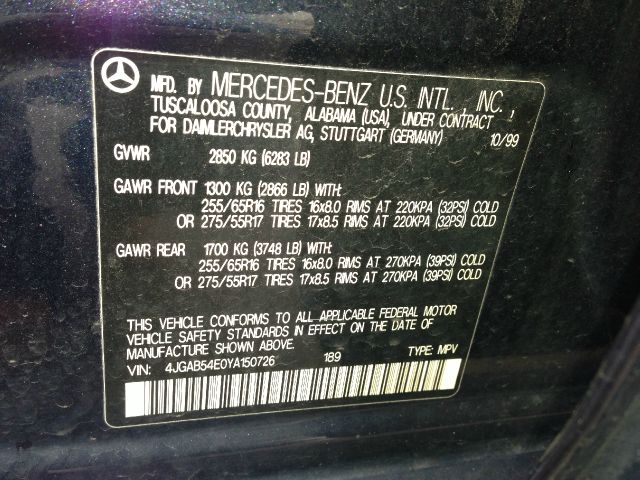 MFD. BY MERCEDES-BENZ U.S. INTL., INC.,
TUSCALOOSA COUNTY, ALABAMA (USA), UNDER CONTRACT
FOR DAIMLERCHRYSLER AG, STUTTGART (GERMANY) 10/99
GVWR 2850 KG (6283 LB)
GAWR FRONT 1300 KG (2866 LB) WITH:
255/65R16 TIRES 16x8.0 RIMS AT 220KPA (32PSI) COLD
OR 275/55R17 TIRES 17x8.5 RIMS AT 220KPA (32PSI) COLD
GAWR REAR 1700 KG (3748 LB) WITH:
255/65R16 TIRES 16x8.0 RIMS AT 270KPA (39PSI) COLD
OR 275/55R17 TIRES 17x8.5 RIMS AT 270KPA (39PSI) COLD
THIS VEHICLE CONFORMS TO ALL APPLICABLE FEDERAL MOTOR
VEHICLE SAFETY STANDARDS IN EFFECT ON THE DATE OF
MANUFACTURE SHOWN ABOVE.
VIN: 4JGAB54E0YA150726 189 TYPE: MPV